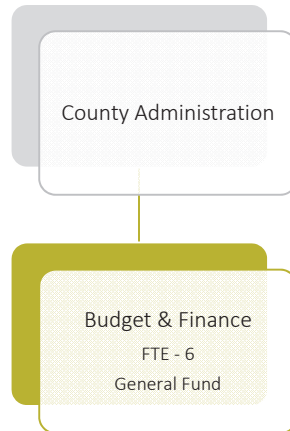 County Administration
Budget & Finance
FTE - 6
General Fund